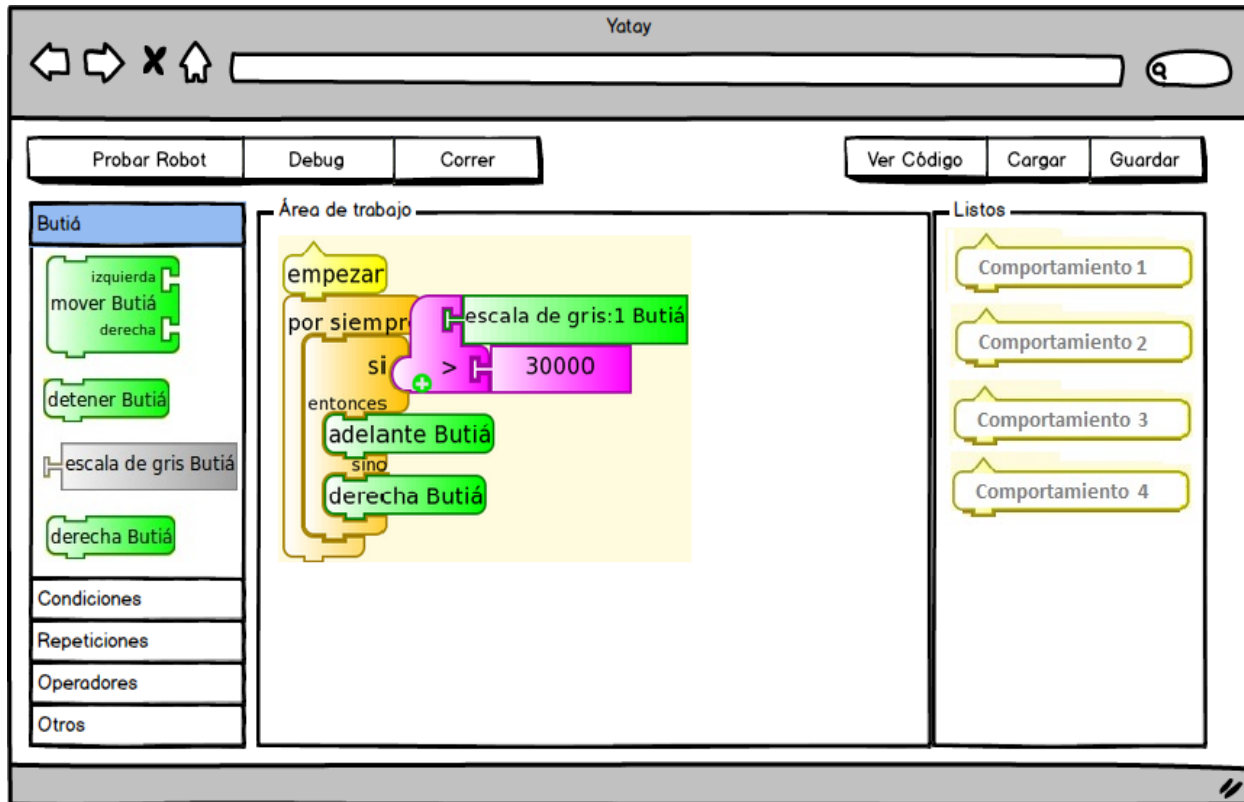 Yatay
Probar Robot
Debug
Correr
Ver Código
Cargar
Guardar
Butiá
izquierda
mover Butiá
derecha
detener Butiá
escala de gris Butiá
derecha Butiá
Condiciones
Repeticiones
Operadores
Otros
Área de trabajo
empezar
por siempr
escala de gris:1 Butiá
si
>
30000
entonces
adelante Butiá
sino
derecha Butiá
Listos
Comportamiento 1
Comportamiento 2
Comportamiento 3
Comportamiento 4